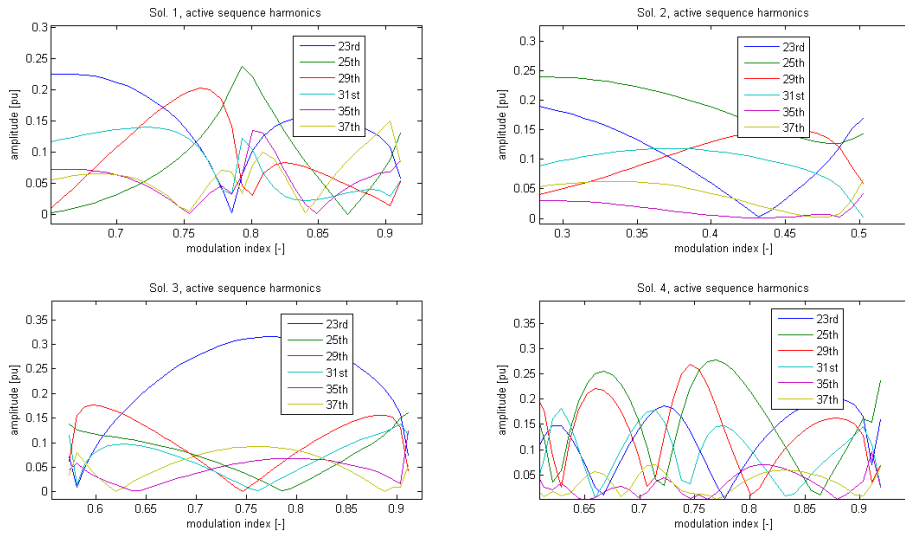 Sol. 1, active sequence harmonics
0.3
0.25
0.2
0.15
0.1
0.05
0
amplitude [pu]
23rd
25th
29th
31st
35th
37th
0.7
0.75
0.8
0.85
0.9
modulation index [-]
Sol. 2, active sequence harmonics
0.3
0.25
0.2
0.15
0.1
0.05
0
amplitude [pu]
23rd
25th
29th
31st
35th
37th
0.3
0.35
0.4
0.45
0.5
modulation index [-]
Sol. 3, active sequence harmonics
0.35
0.3
0.25
0.2
0.15
0.1
0.05
0
amplitude [pu]
23rd
25th
29th
31st
35th
37th
0.6
0.65
0.7
0.75
0.8
0.85
0.9
modulation index [-]
Sol. 4, active sequence harmonics
0.35
0.3
0.25
0.2
0.15
0.1
0.05
amplitude [pu]
23rd
25th
29th
31st
35th
37th
0.65
0.7
0.75
0.8
0.85
0.9
modulation index [-]